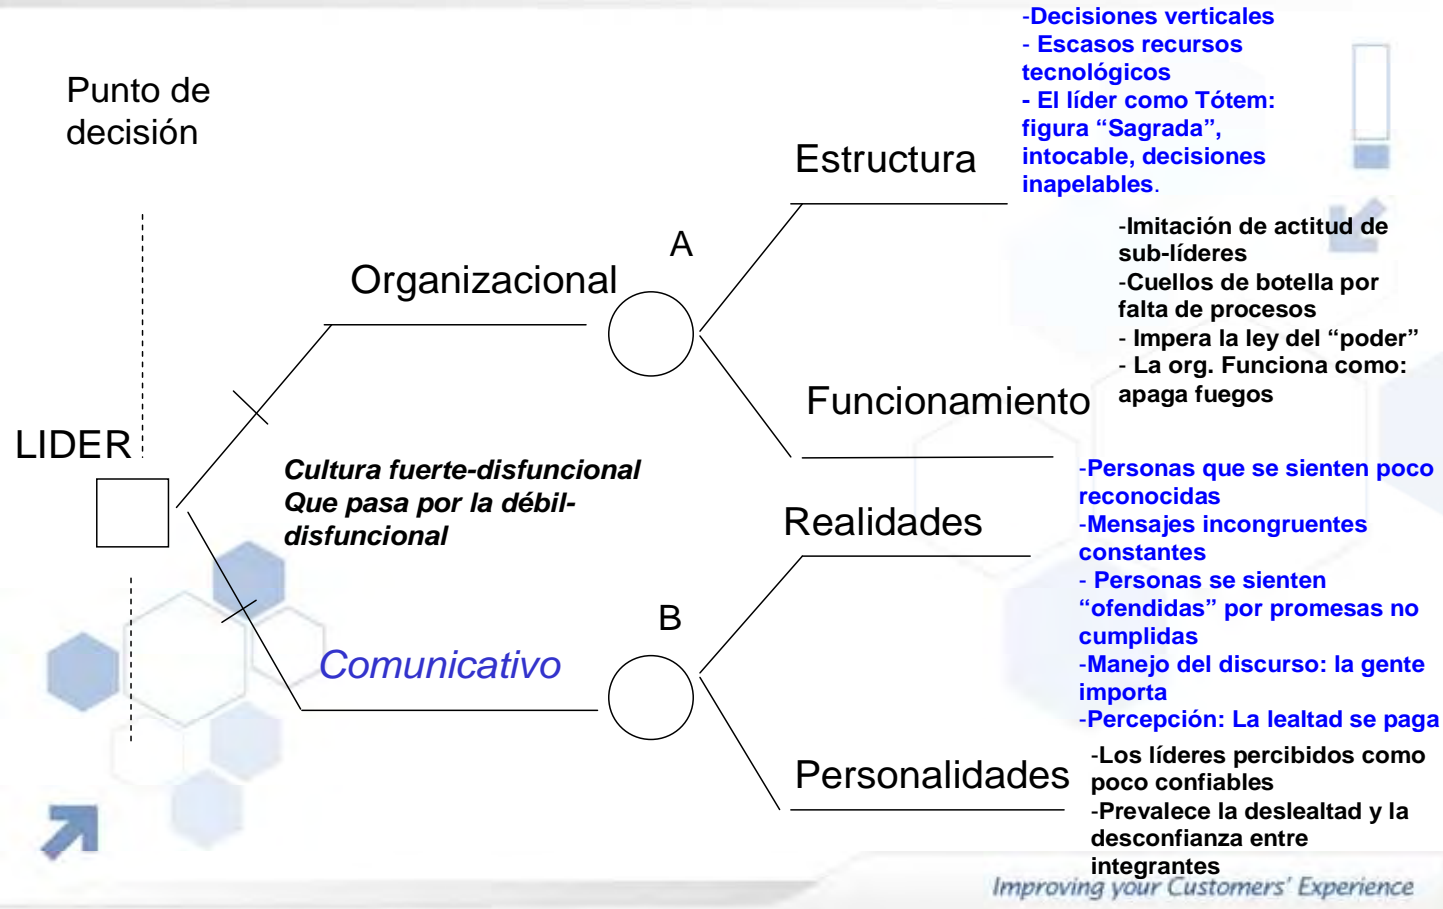 Punto de
decisión
LIDER
Organizacional
Cultura fuerte-disfuncional
Que pasa por la débil-
disfuncional
Comunicativo
A
B
Estructura
-Decisiones verticales
- Escasos recursos
tecnológicos
- El líder como Tótem:
figura “Sagrada”,
intocable, decisiones
inapelables.
Funcionamiento
-Imitación de actitud de
sub-líderes
-Cuellos de botella por
falta de procesos
- Impera la ley del “poder”
- La org. Funciona como:
apaga fuegos
Realidades
-Personas que se sienten poco
reconocidas
-Mensajes incongruentes
constantes
- Personas se sienten
“ofendidas” por promesas no
cumplidas
-Manejo del discurso: la gente
importa
-Percepción: La lealtad se paga
Personalidades
-Los líderes percibidos como
poco confiables
-Prevalece la deslealtad y la
desconfianza entre
integrantes
Improving your Customers' Experience